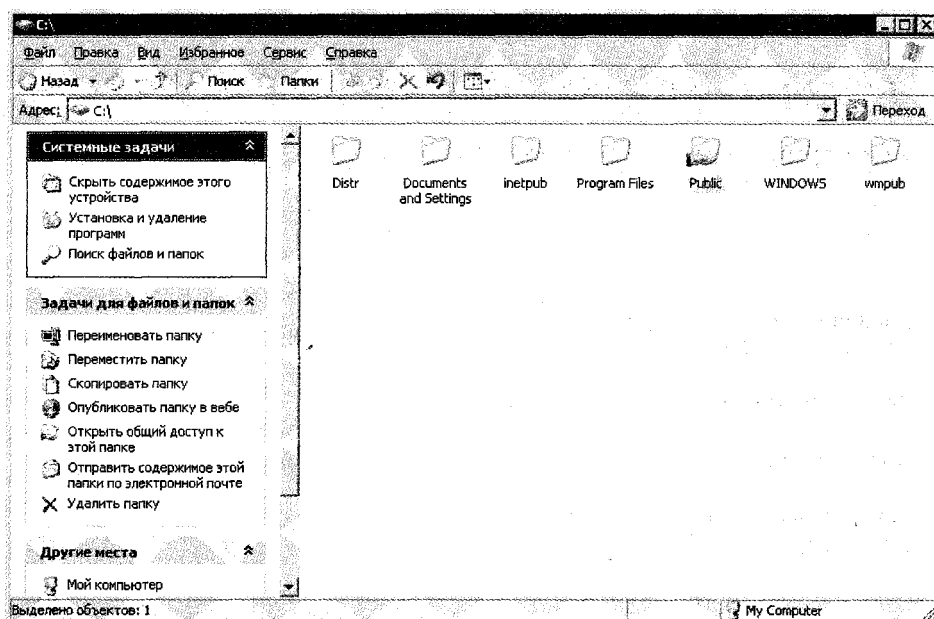 C:\
Файл Правка Вид Избранное Сервис Справка
Назад Поиск Папки
Адрес: C:\ Переход
Системные задачи
Скрыть содержимое этого
устройства
Установка и удаление
программ
Поиск файлов и папок
Задачи для файлов и папок
Переименовать папку
Переместить папку
Скопировать папку
Опубликовать папку в вебе
Открыть общий доступ к
этой папке
Отправить содержимое этой
папки по электронной почте
Удалить папку
Другие места
Мой компьютер
Distr
Documents
and Settings
inetpub
Program Files
Public
WINDOWS
wmpub
Выделено объектов: 1
My Computer